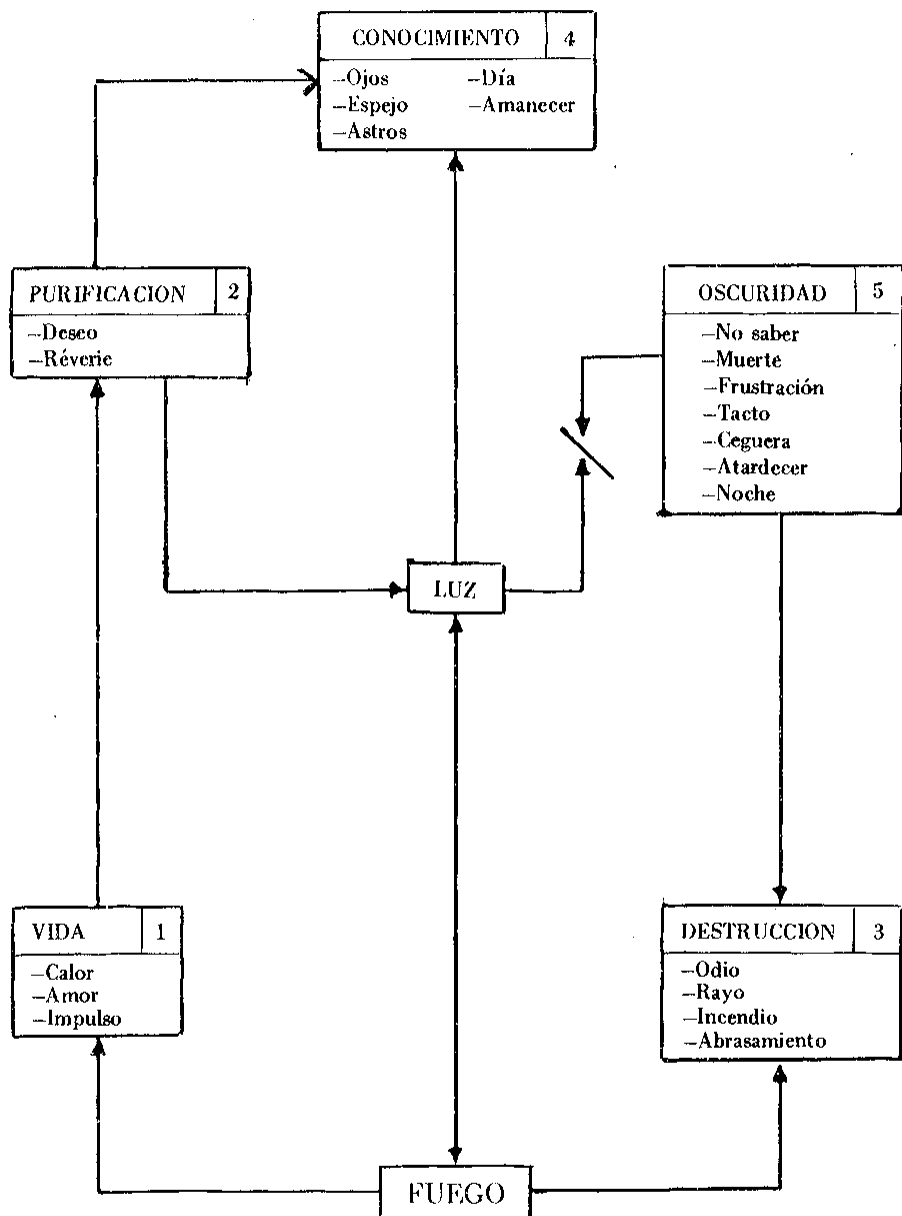 CONOCIMIENTO 4
—Ojos —Día
—Espejo —Amanecer
—Astros
PURIFICACION 2
—Deseo
—Réverie
OSCURIDAD 5
—No saber
—Muerte
—Frustración
—Tacto
—Ceguera
—Atardecer
—Noche
LUZ
VIDA 1
—Calor
—Amor
—Impulso
DESTRUCCION 3
—Odio
—Rayo
—Incendio
—Abrasamiento
FUEGO